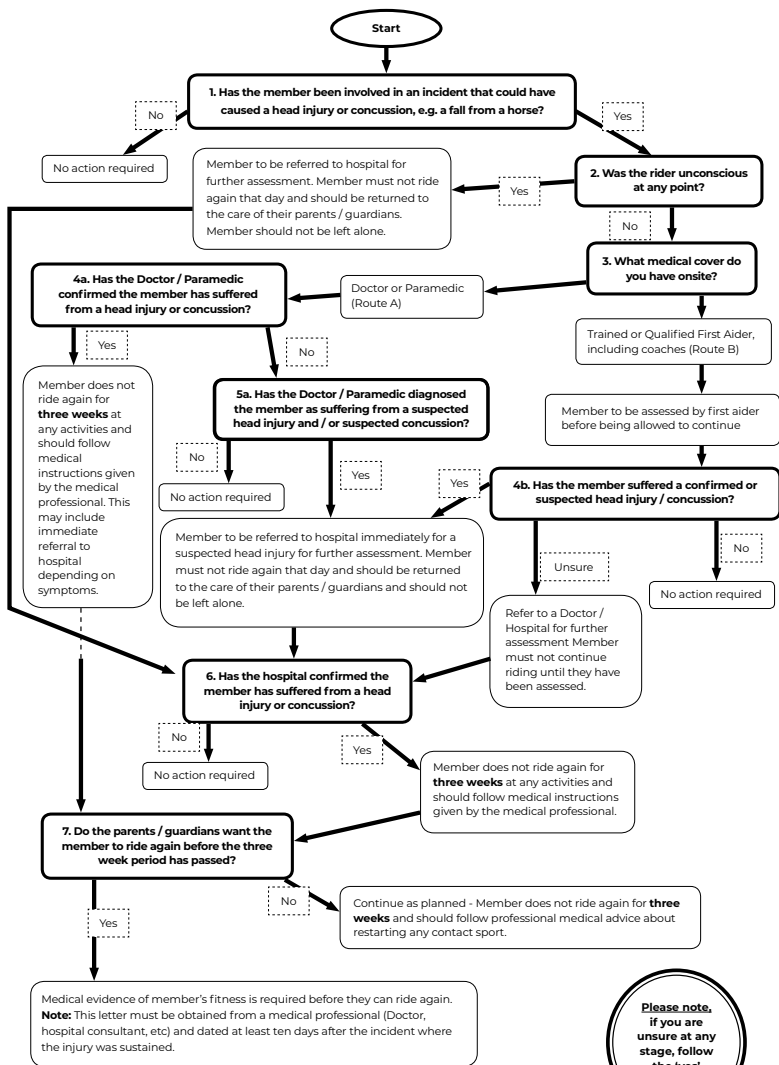 Start
1. Has the member been involved in an incident that could have
caused a head injury or concussion, e.g. a fall from a horse?
No
Yes
No action required
Member to be referred to hospital for
further assessment. Member must not ride
again that day and should be returned to
the care of their parents / guardians.
Member should not be left alone.
Yes
2. Was the rider unconscious
at any point?
No
3. What medical cover do
you have onsite?
4a. Has the Doctor / Paramedic
confirmed the member has suffered
from a head injury or concussion?
Doctor or Paramedic
(Route A)
Trained or Qualified First Aider,
including coaches (Route B)
Yes
No
Member does not
ride again for
three weeks at
any activities and
should follow
medical
instructions given
by the medical
professional. This
may include
immediate
referral to
hospital
depending on
symptoms.
5a. Has the Doctor / Paramedic diagnosed
the member as suffering from a suspected
head injury and / or suspected concussion?
Member to be assessed by first aider
before being allowed to continue
No
Yes
Yes
4b. Has the member suffered a confirmed or
suspected head injury / concussion?
No action required
Member to be referred to hospital immediately for a
suspected head injury for further assessment. Member
must not ride again that day and should be returned
to the care of their parents / guardians and should not
be left alone.
Unsure
No
No action required
Refer to a Doctor /
Hospital for further
assessment Member
must not continue
riding until they have
been assessed.
6. Has the hospital confirmed the
member has suffered from a head
injury or concussion?
No
Yes
No action required
Member does not ride again for
three weeks at any activities and
should follow medical instructions
given by the medical professional.
7. Do the parents / guardians want the
member to ride again before the three
week period has passed?
Yes
No
Continue as planned - Member does not ride again for three
weeks and should follow professional medical advice about
restarting any contact sport.
Medical evidence of member's fitness is required before they can ride again.
Note: This letter must be obtained from a medical professional (Doctor,
hospital consultant, etc) and dated at least ten days after the incident where
the injury was sustained.
Please note,
if you are
unsure at any
stage, follow
the 'yes'